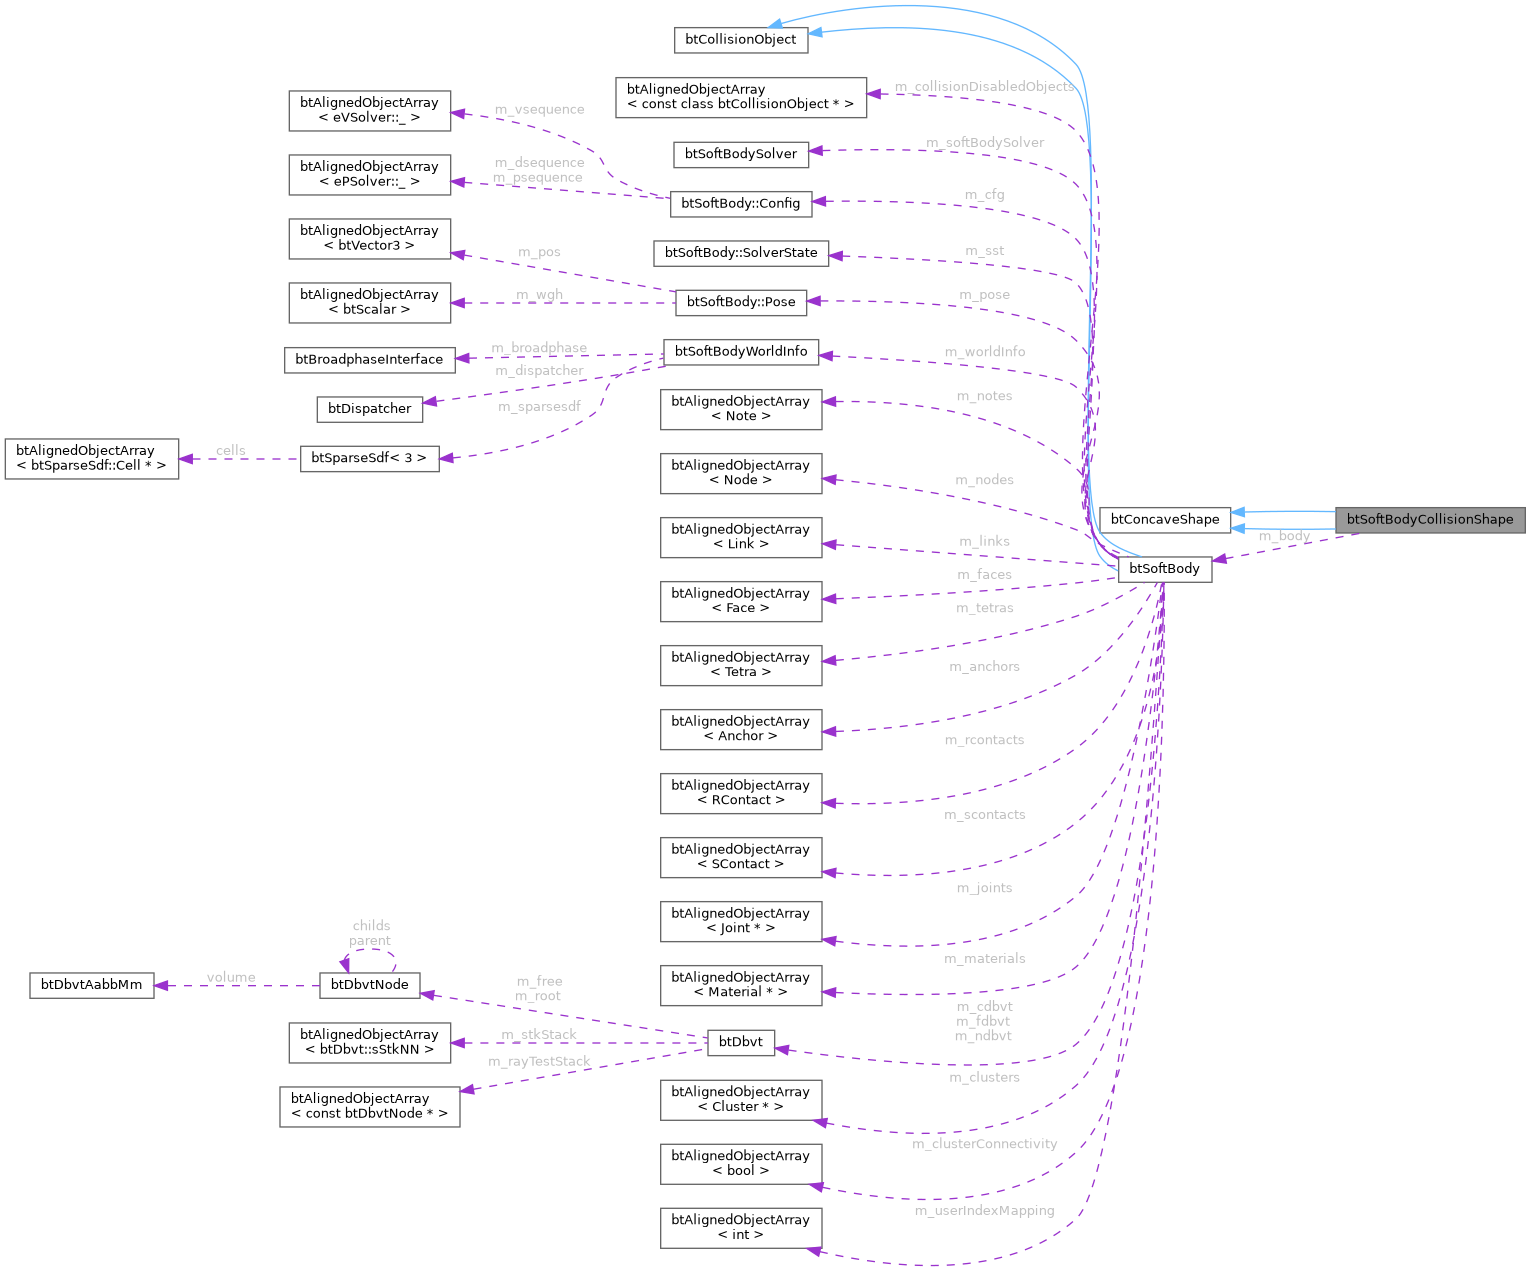 btCollisionObject
btAlignedObjectArray
< const class btCollisionObject * >
m_collisionDisabledObjects
btAlignedObjectArray
< eVSolver::_ >
m_vsequence
btSoftBodySolver
m_softBodySolver
btAlignedObjectArray
< ePSolver::_ >
m_dsequence
m_psequence
btSoftBody::Config
m_cfg
btAlignedObjectArray
< btVector3 >
m_pos
btSoftBody::SolverState
m_sst
btAlignedObjectArray
< btScalar >
m_wgh
btSoftBody::Pose
m_pose
btBroadphaseInterface
m_broadphase
btSoftBodyWorldInfo
m_worldInfo
m_dispatcher
btDispatcher
m_sparsesdf
btAlignedObjectArray
< Note >
m_notes
btAlignedObjectArray
< btSparseSdf::Cell * >
cells
btSparseSdf< 3 >
btAlignedObjectArray
< Node >
m_nodes
btAlignedObjectArray
< Link >
m_links
btConcaveShape
btSoftBodyCollisionShape
m_body
btSoftBody
btAlignedObjectArray
< Face >
m_faces
m_tetras
btAlignedObjectArray
< Tetra >
m_anchors
btAlignedObjectArray
< Anchor >
m_rcontacts
btAlignedObjectArray
< RContact >
m_scontacts
btAlignedObjectArray
< SContact >
m_joints
btAlignedObjectArray
< Joint * >
m_materials
btAlignedObjectArray
< Material * >
childs
parent
btDbvtAabbMm
volume
btDbvtNode
m_free
m_root
m_cdbvt
m_fdbvt
m_ndbvt
btAlignedObjectArray
< btDbvt::sStkNN >
m_stkStack
btDbvt
m_rayTestStack
btAlignedObjectArray
< const btDbvtNode * >
m_clusters
btAlignedObjectArray
< Cluster * >
m_clusterConnectivity
btAlignedObjectArray
< bool >
m_userIndexMapping
btAlignedObjectArray
< int >